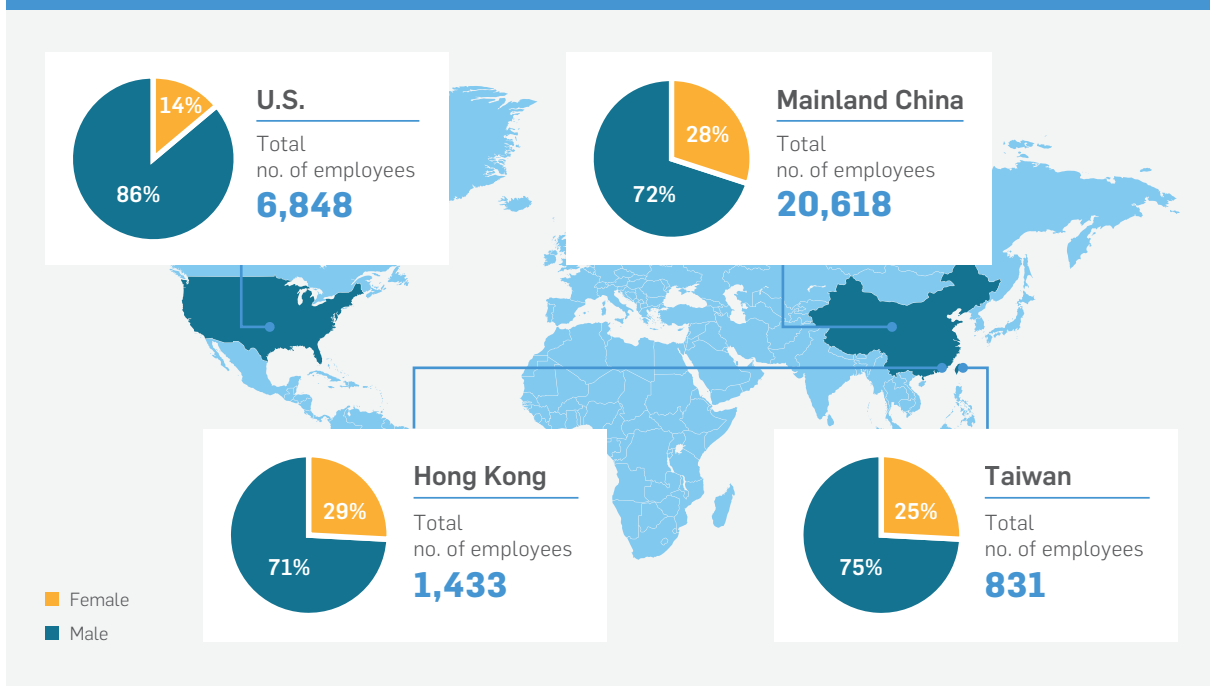 14%
86%
U.S.
Total
no. of employees
6,848
28%
72%
Mainland China
Total
no. of employees
20,618
29%
71%
Hong Kong
Total
no. of employees
1,433
25%
75%
Taiwan
Total
no. of employees
831
Female
Male